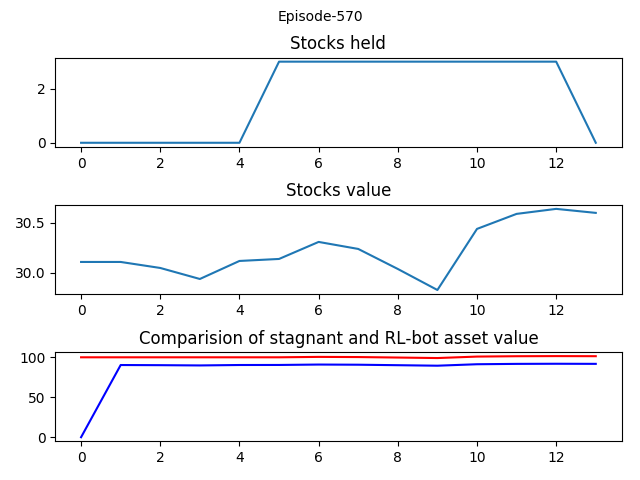 Episode-570
Stocks held
2
0
0 2 4 6 8 10 12
Stocks value
30.5
30.0
0 2 4 6 8 10 12
Comparision of stagnant and RL-bot asset value
100
50
0
0 2 4 6 8 10 12